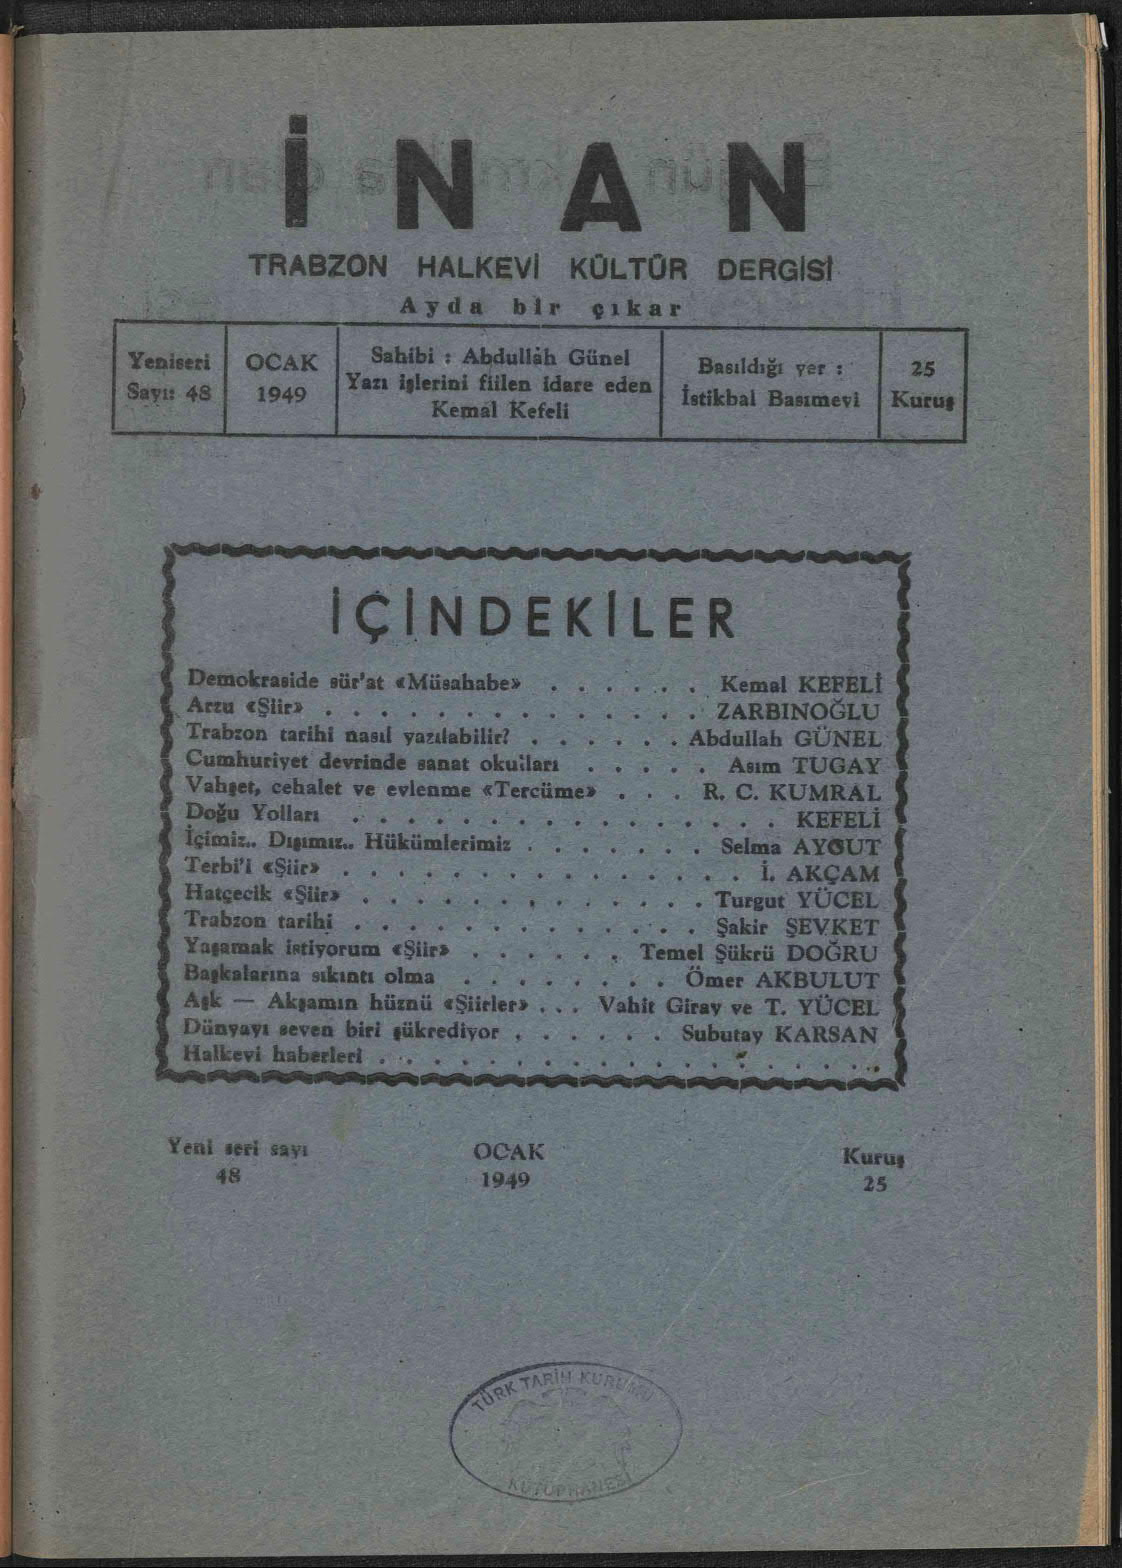 İNAN
TRABZON HALKEVİ KÜLTÜR DERGİSİ
Ayda bir çıkar
Yeniseri
Sayı: 48
OCAK
1949
Sahibi : Abdullah Günel
Yazı işlerini fiilen idare eden
Kemal Kefeli
Basıldığı yer :
İstikbal Basımevi
25
Kuruş
İÇİNDEKİLER
Demokraside sür'at «Müsahabe» . . . . . . Kemal KEFELİ
Arzu «Şiir» . . . . . . . . . . . . . . ZARBINOĞLU
Trabzon tarihi nasıl yazılabilir? . . . . . . Abdullah GÜNEL
Cumhuriyet devrinde sanat okulları . . . . . Asım TUGAY
Vahşet, cehalet ve evlenme «Tercüme» . . . . R. C. KUMRAL
Doğu Yolları . . . . . . . . . . . . . . . . KEFELİ
İçimiz.. Dışımız.. Hükümlerimiz . . . . . . . Selma AYGUT
Terbi'i «Şiir» . . . . . . . . . . . . . . . İ. AKÇAM
Hatçecik «Şiir» . . . . . . . . . . . . . Turgut YÜCEL
Trabzon tarihi . . . . . . . . . . . . . Şakir ŞEVKET
Yaşamak istiyorum «Şiir» . . . . . . Temel Şükrü DOĞRU
Başkalarına sıkıntı olma . . . . . . . . Ömer AKBULUT
Aşk — Akşamın hüznü «Şiirler» . . . Vahit Giray ve T. YÜCEL
Dünyayı seven biri şükrediyor . . . . . . Subutay KARSAN
Halkevi haberleri . . . . . . . . . . . . . . . . . .
Yeni seri sayı
48
OCAK
1949
Kuruş
25
TÜRK TARİH KURUMU
KÜTÜPHANESİ